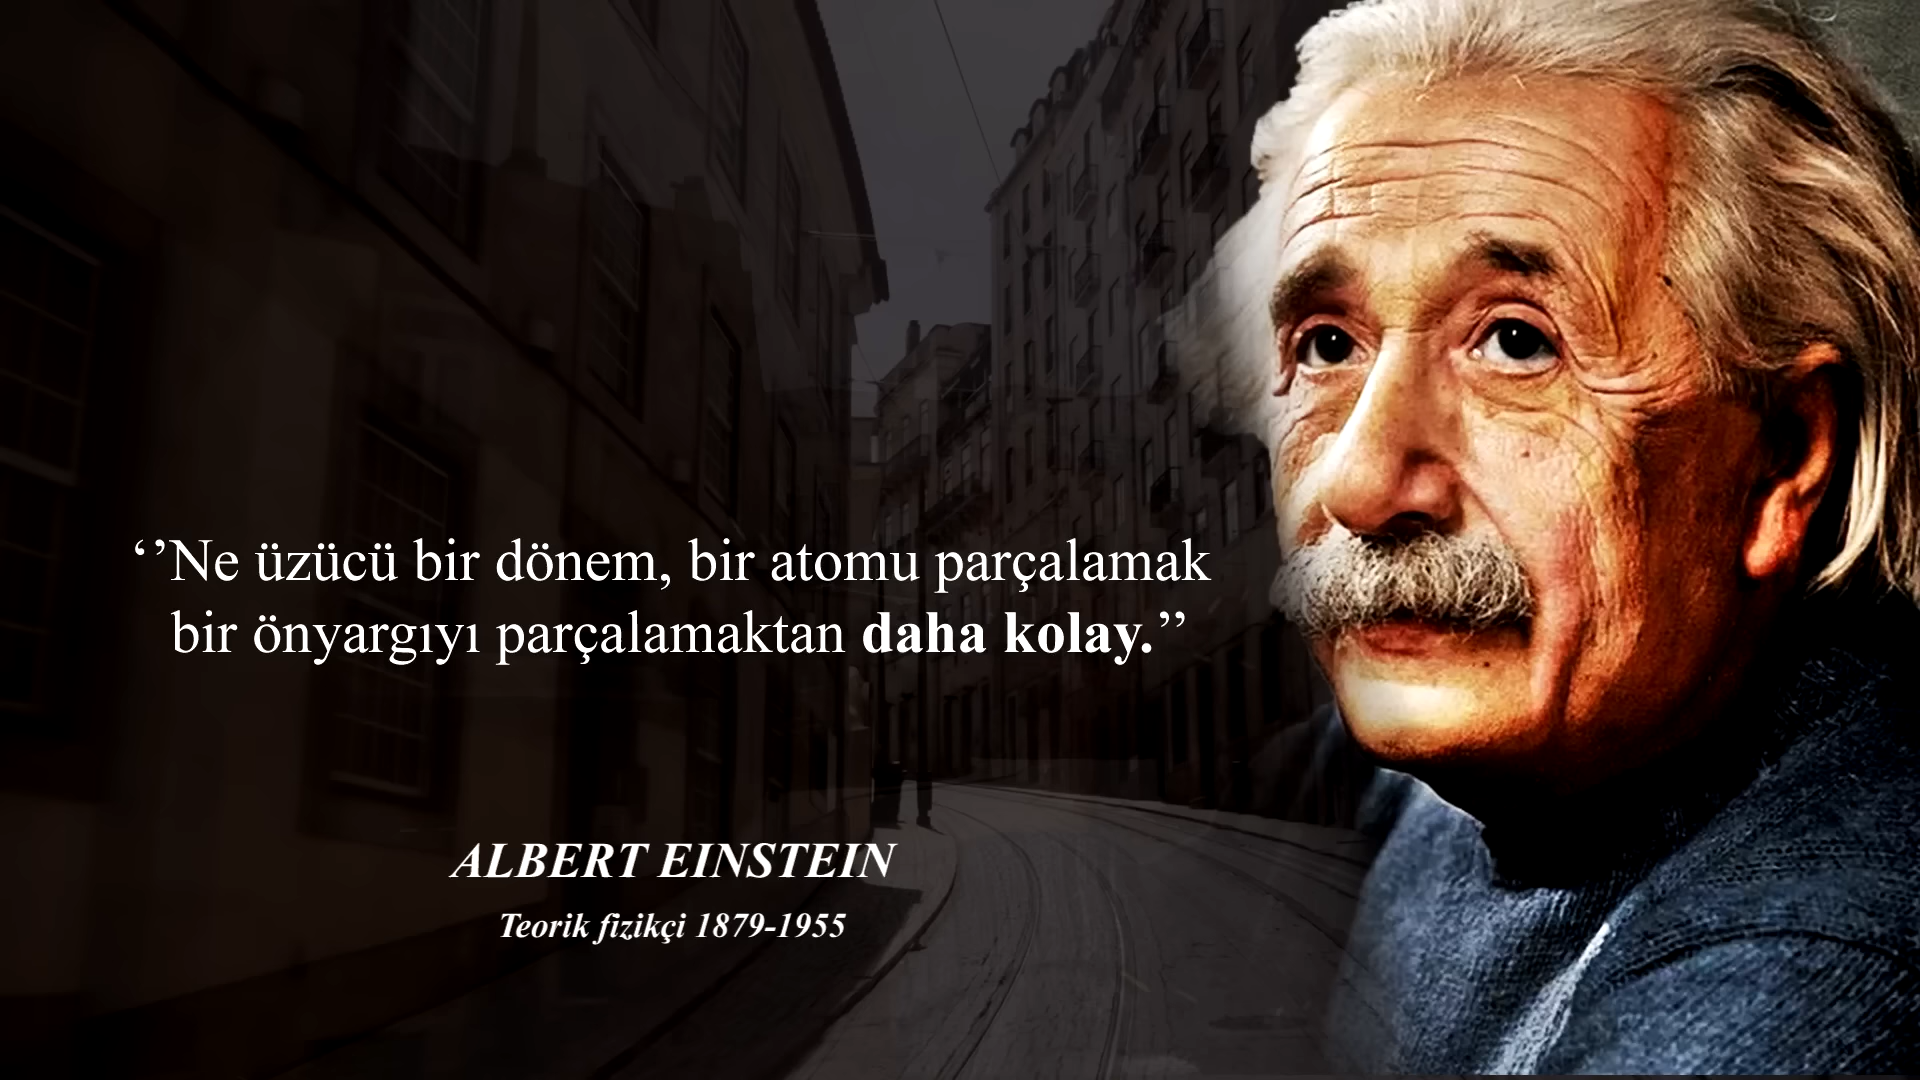 ‘’Ne üzücü bir dönem, bir atomu parçalamak
bir önyargıyı parçalamaktan daha kolay.’’
ALBERT EINSTEIN
Teorik fizikçi 1879-1955